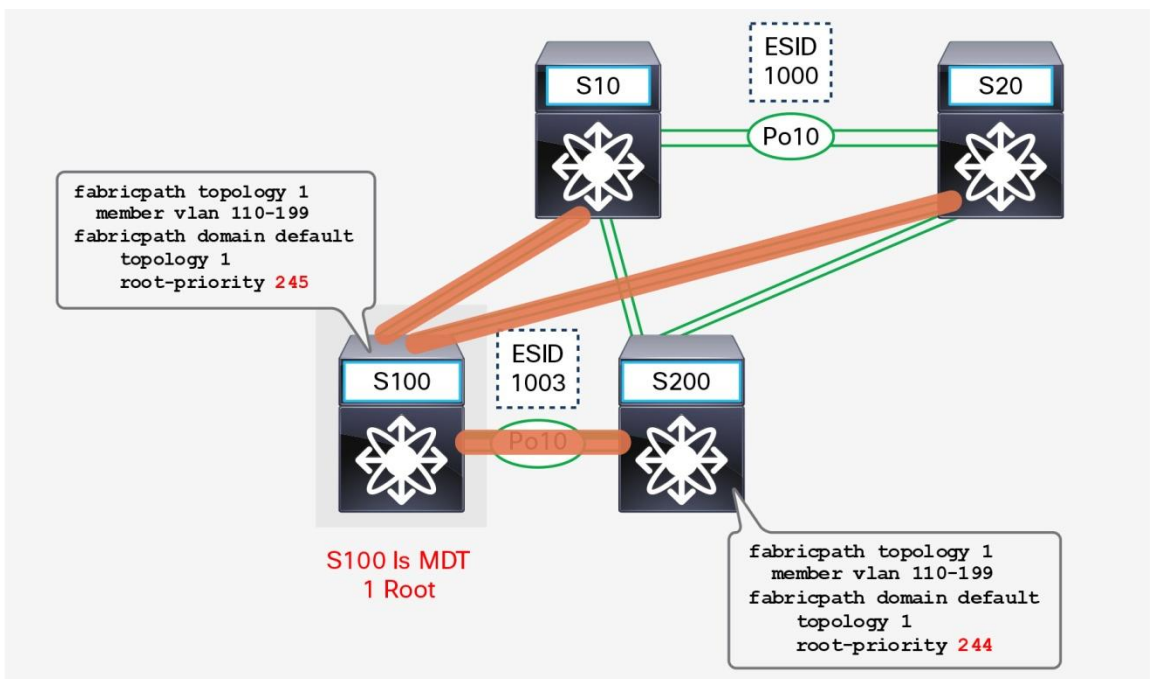 ESID
1000
S10
S20
Po10
fabricpath topology 1
member vlan 110-199
fabricpath domain default
topology 1
root-priority 245
ESID
1003
S100
S200
Po10
S100 Is MDT
1 Root
fabricpath topology 1
member vlan 110-199
fabricpath domain default
topology 1
root-priority 244